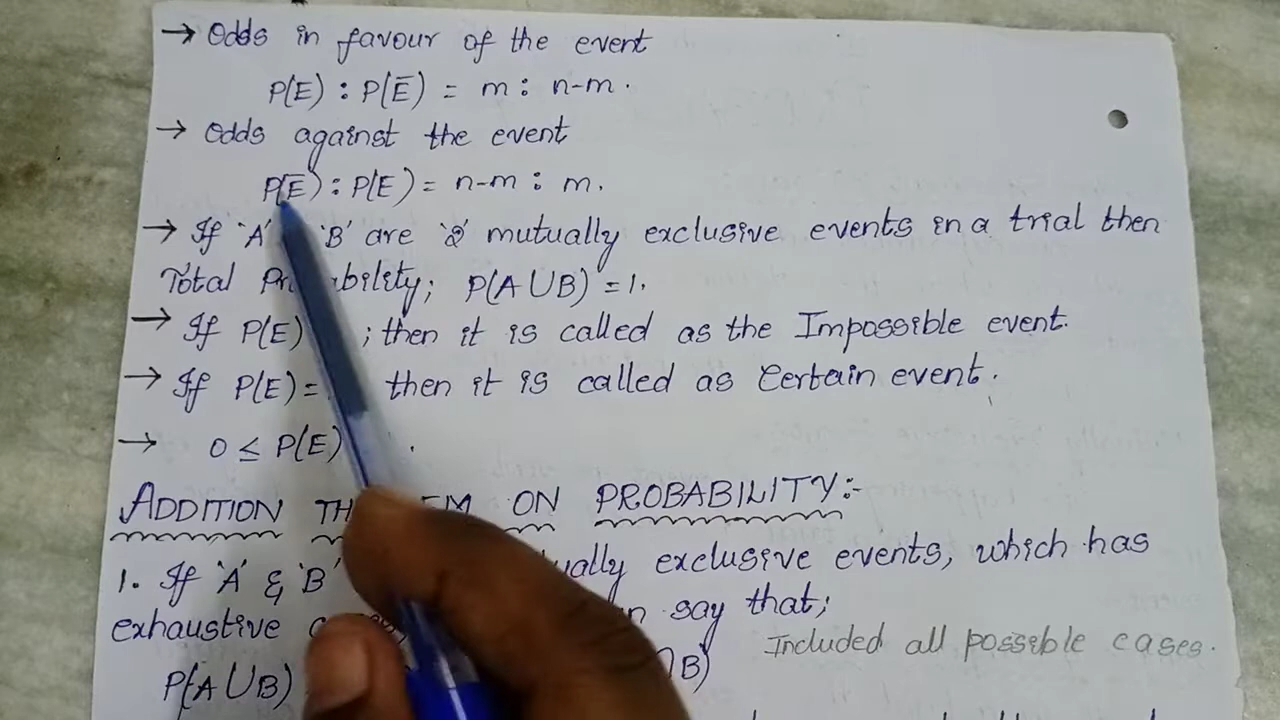 → Odds in favour of the event
P(E) : P(Ē) = m : n-m.
→ Odds against the event
P(Ē) : P(E) = n-m : m.
→ If 'A' 'B' are '2' mutually exclusive events in a trial then
Total; P(A∪B) = 1.
→ If P(E) ; then it is called as the Impossible event.
→ If P(E) = then it is called as Certain event.
→ 0 ≤ P(E) .
ADDITION ON PROBABILITY:-
1. If 'A' & 'B' exclusive events, which has
exhaustive say that;
Included all possible cases.
P(A∪B) ∩B)